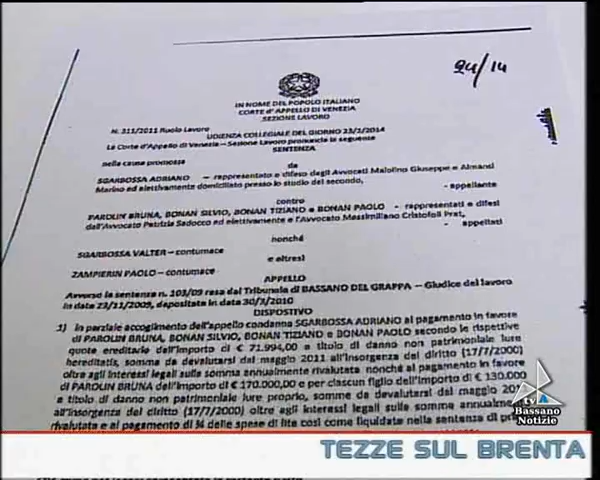 24/14
IN NOME DEL POPOLO ITALIANO
CORTE d'APPELLO DI VENEZIA
SEZIONE LAVORO
N. 311/2011 Ruolo Lavoro
UDIENZA COLLEGIALE DEL GIORNO 23/1/2014
La Corte d'Appello di Venezia – Sezione Lavoro pronuncia la seguente
SENTENZA
nella causa promossa
da
SGARBOSSA ADRIANO – rappresentato e difeso dagli Avvocati Maiolino Giuseppe e Almandi
Marino ed elettivamente domiciliato presso lo studio del secondo,
- appellante
contro
PAROLIN BRUNA, BONAN SILVIO, BONAN TIZIANO e BONAN PAOLO - rappresentati e difesi
dall'Avvocato Patrizia Sadocco ed elettivamente e l'Avvocato Massimiliano Cristofoli Prat,
- appellati
nonché
SGARBOSSA VALTER – contumace
e altresì
ZAMPIERIN PAOLO – contumace
APPELLO
Avverso la sentenza n. 103/09 resa dal Tribunale di BASSANO DEL GRAPPA – Giudice del lavoro
in data 23/11/2009, depositata in data 30/3/2010
DISPOSITIVO
1) in parziale accoglimento dell'appello condanna SGARBOSSA ADRIANO al pagamento in favore
di PAROLIN BRUNA, BONAN SILVIO, BONAN TIZIANO e BONAN PAOLO secondo le rispettive
quote ereditarie dell'importo di € 71.994,00 a titolo di danno non patrimoniale iure
hereditatis, somma da devalutarsi dal maggio 2011 all'insorgenza del diritto (17/7/2000)
oltre agli interessi legali sulla somma annualmente rivalutata nonché al pagamento in favore
di PAROLIN BRUNA dell'importo di € 170.000,00 e per ciascun figlio dell'importo di € 130.000
a titolo di danno non patrimoniale iure proprio, somme da devalutarsi dal maggio 201
all'insorgenza del diritto (17/7/2000) oltre agli interessi legali sulla somma annualme
rivalutata e al pagamento di ¾ delle spese di lite così come liquidate nella sentenza di pri
tva
Bassano
Notizie
TEZZE SUL BRENTA